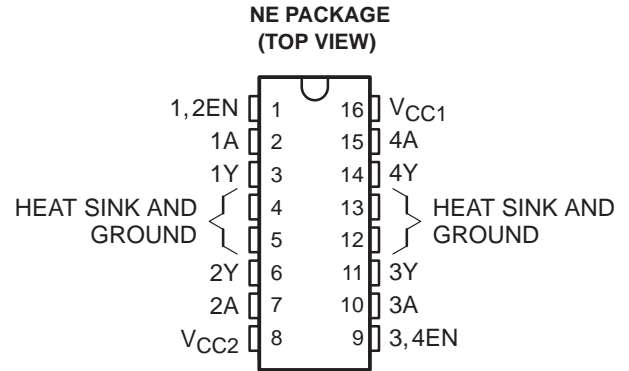 NE PACKAGE
(TOP VIEW)
1,2EN 1 16 VCC1
1A 2 15 4A
1Y 3 14 4Y
HEAT SINK AND 4 13 HEAT SINK AND
GROUND 5 12 GROUND
2Y 6 11 3Y
2A 7 10 3A
VCC2 8 9 3,4EN